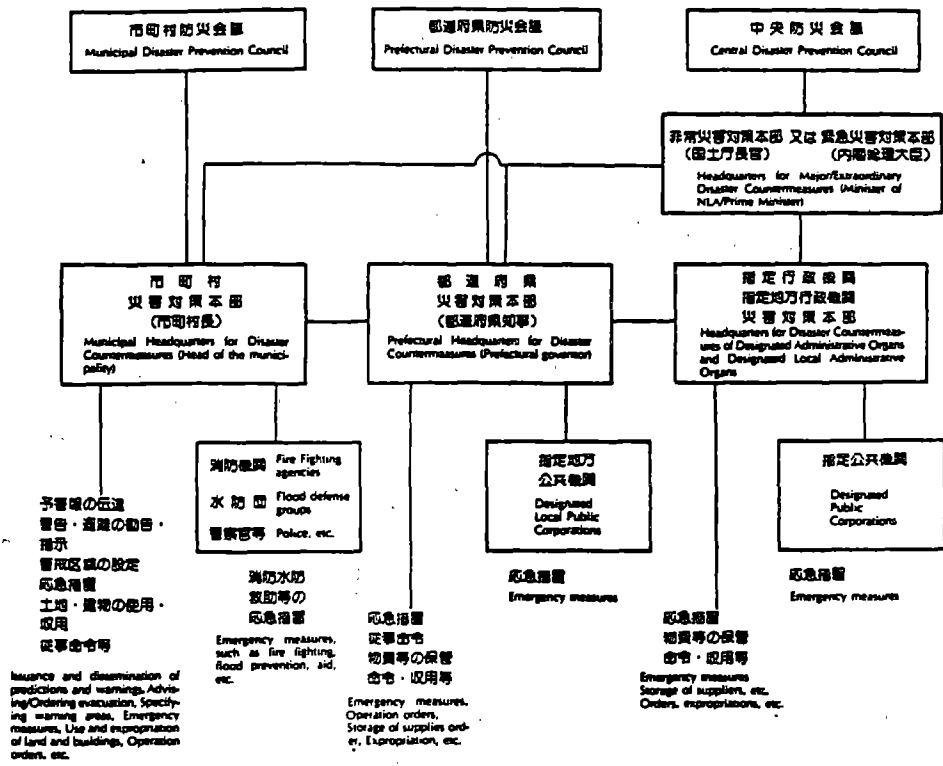 市町村防災会議
Municipal Disaster Prevention Council
都道府県防災会議
Prefectural Disaster Prevention Council
中央防災会議
Central Disaster Prevention Council
非常災害対策本部 又は 緊急災害対策本部
(国土庁長官) (内閣総理大臣)
Headquarters for Major/Extraordinary
Disaster Countermeasures (Minister of
NLA/Prime Minister)
市町村
災害対策本部
(市町村長)
Municipal Headquarters for Disaster
Countermeasures (Head of the munici-
pality)
都道府県
災害対策本部
(都道府県知事)
Prefectural Headquarters for Disaster
Countermeasures (Prefectural governor)
指定行政機関
指定地方行政機関
災害対策本部
Headquarters for Disaster Countermeas-
ures of Designated Administrative Organs
and Designated Local Administrative
Organs
予警報の伝達
警告・避難の勧告・
指示
警戒区域の設定
応急措置
土地・建物の使用・
収用
従事命令等
Issuance and dissemination of
predictions and warnings, Advis-
ing/Ordering evacuation, Specify-
ing warning areas, Emergency
measures, Use and expropriation
of land and buildings, Operation
orders, etc.
消防機関 Fire Fighting
agencies
水防団 Flood defense
groups
警察官等 Police, etc.
消防水防
救助等の
応急措置
Emergency measures,
such as fire fighting,
flood prevention, aid,
etc.
応急措置
従事命令
物資等の保管
命令・収用等
Emergency measures,
Operation orders,
Storage of supplies ord-
er, Expropriation, etc.
指定地方
公共機関
Designated
Local Public
Corporations
応急措置
Emergency measures
応急措置
物資等の保管
命令・収用等
Emergency measures
Storage of suppliers, etc.
Orders, expropriations, etc.
指定公共機関
Designated
Public
Corporations
応急措置
Emergency measures